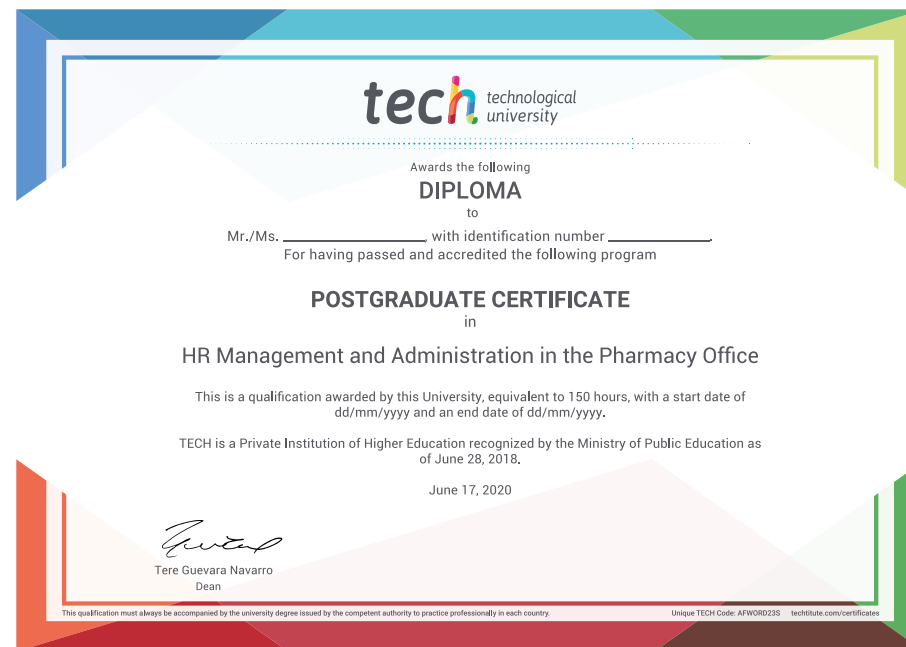 tech technological
university
Awards the following
DIPLOMA
to
Mr./Ms. ____________________, with identification number ______________.
For having passed and accredited the following program
POSTGRADUATE CERTIFICATE
in
HR Management and Administration in the Pharmacy Office
This is a qualification awarded by this University, equivalent to 150 hours, with a start date of
dd/mm/yyyy and an end date of dd/mm/yyyy.
TECH is a Private Institution of Higher Education recognized by the Ministry of Public Education as
of June 28, 2018.
June 17, 2020
Tere Guevara Navarro
Dean
This qualification must always be accompanied by the university degree issued by the competent authority to practice professionally in each country.
Unique TECH Code: AFWORD23S techtitute.com/certificates